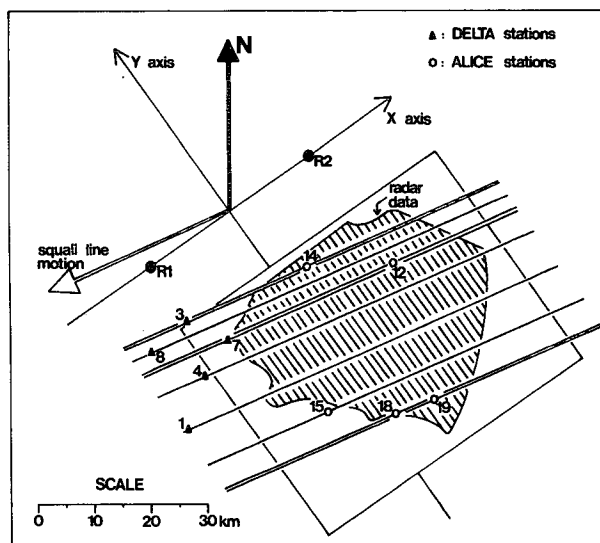 ▲ : DELTA stations
○ : ALICE stations
N
Y axis
X axis
R2
radar
data
squall line
motion
R1
14
12
3
8
7
4
1
15
18
19
SCALE
0 10 20 30 km